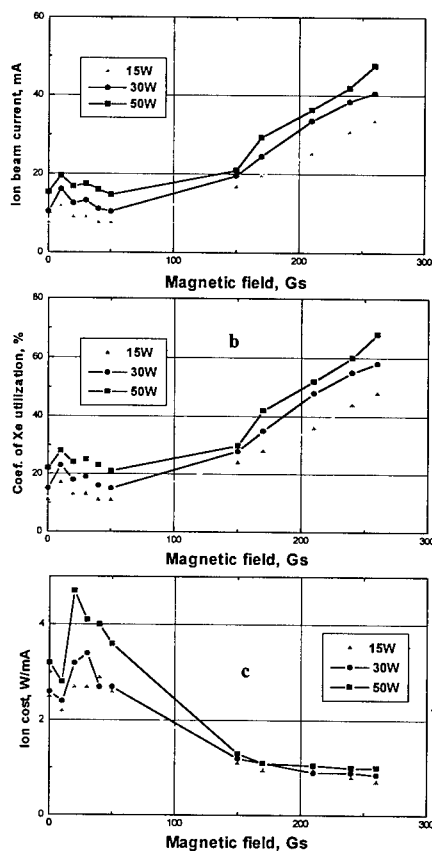 60
40
20
0
Ion beam current, mA
15W
30W
50W
0 100 200 300
Magnetic field, Gs
80
60
40
20
0
Coef. of Xe utilization, %
15W
30W
50W
b
0 100 200 300
Magnetic field, Gs
4
2
0
Ion cost, W/mA
15W
30W
50W
c
0 100 200 300
Magnetic field, Gs